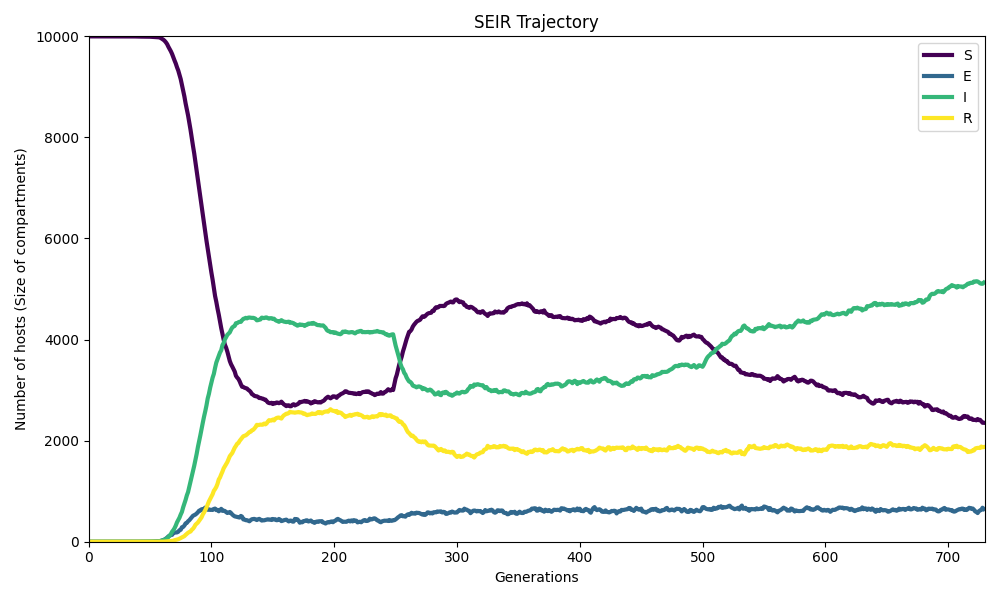 SEIR Trajectory
Number of hosts (Size of compartments)
10000
8000
6000
4000
2000
0
0 100 200 300 400 500 600 700
Generations
S
E
I
R